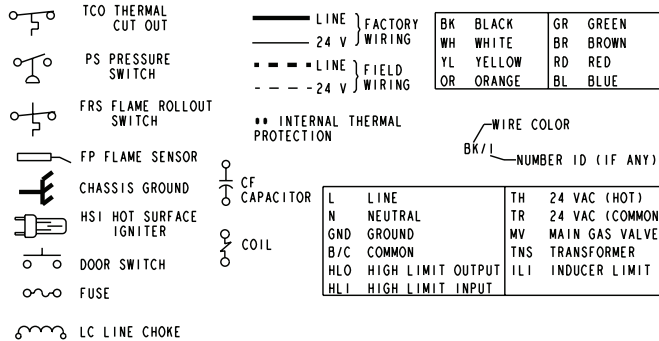 TCO THERMAL
CUT OUT
PS PRESSURE
SWITCH
FRS FLAME ROLLOUT
SWITCH
FP FLAME SENSOR
CHASSIS GROUND
HSI HOT SURFACE
IGNITER
DOOR SWITCH
FUSE
LC LINE CHOKE
LINE
24 V
FACTORY
WIRING
LINE
24 V
FIELD
WIRING
** INTERNAL THERMAL
PROTECTION
CF
CAPACITOR
COIL
BK BLACK GR GREEN
WH WHITE BR BROWN
YL YELLOW RD RED
OR ORANGE BL BLUE
WIRE COLOR
BK/1
NUMBER ID (IF ANY)
L LINE TH 24 VAC (HOT)
N NEUTRAL TR 24 VAC (COMMON
GND GROUND MV MAIN GAS VALVE
B/C COMMON TNS TRANSFORMER
HLO HIGH LIMIT OUTPUT ILI INDUCER LIMIT
HLI HIGH LIMIT INPUT